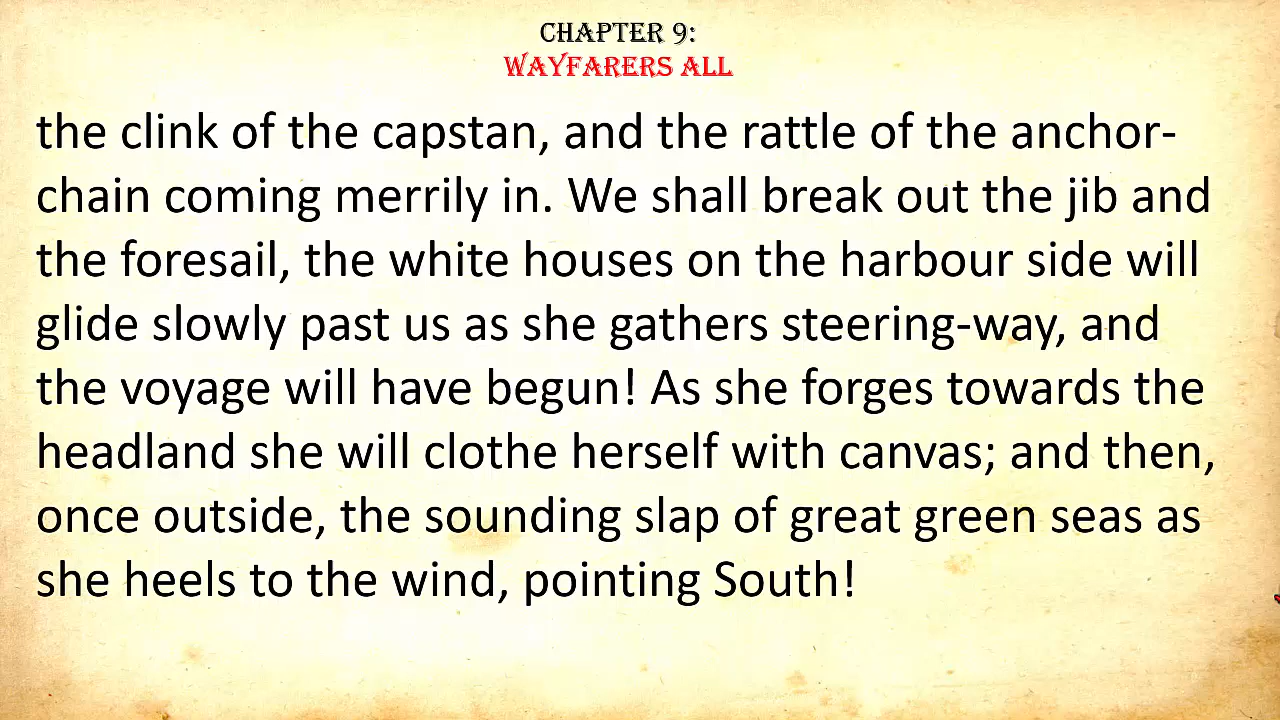 CHAPTER 9:
WAYFARERS ALL
the clink of the capstan, and the rattle of the anchor-
chain coming merrily in. We shall break out the jib and
the foresail, the white houses on the harbour side will
glide slowly past us as she gathers steering-way, and
the voyage will have begun! As she forges towards the
headland she will clothe herself with canvas; and then,
once outside, the sounding slap of great green seas as
she heels to the wind, pointing South!